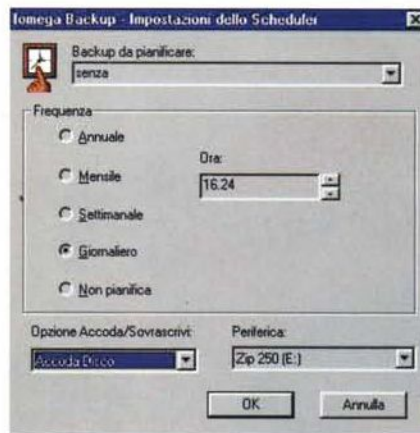 Iomega Backup - Impostazioni dello Scheduler
Backup da pianificare:
senza
Frequenza
Annuale
Mensile
Settimanale
Giornaliero
Non pianifica
Ora:
16.24
Opzione Accoda/Sovrascrivi:
Accoda Disco
Periferica:
Zip 250 (E:)
OK
Annulla